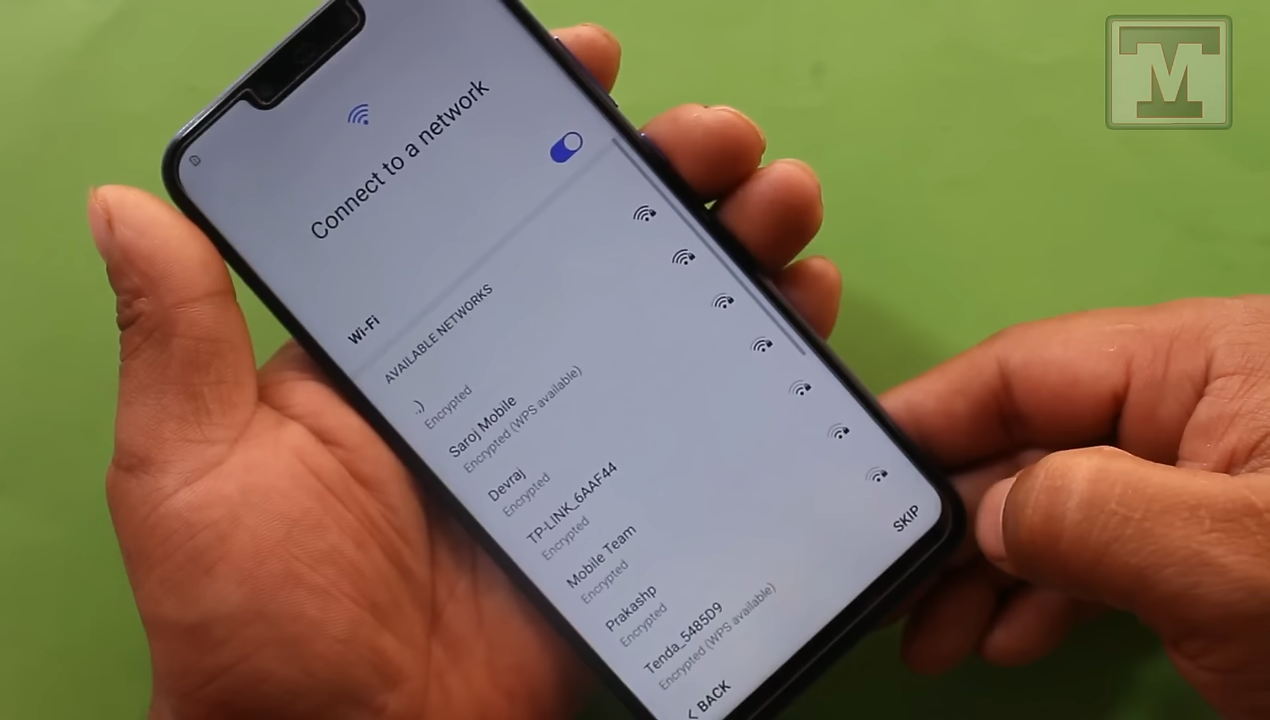 TM
Connect to a network
Wi-Fi
AVAILABLE NETWORKS
.)
Encrypted
Saroj Mobile
Encrypted (WPS available)
Devraj
Encrypted
TP-LINK_6AAF44
Encrypted
Mobile Team
Encrypted
Prakashp
Encrypted
Tenda_5485D9
Encrypted (WPS available)
< BACK
SKIP